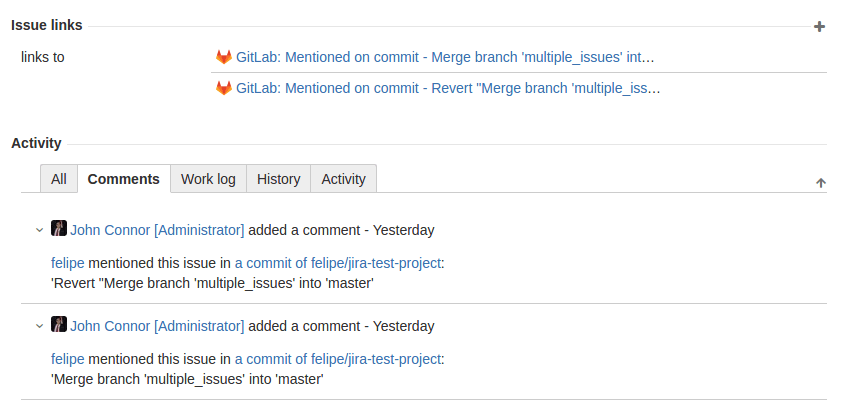 Issue links
links to
GitLab: Mentioned on commit - Merge branch 'multiple_issues' int...
GitLab: Mentioned on commit - Revert "Merge branch 'multiple_iss...
Activity
All Comments Work log History Activity
John Connor [Administrator] added a comment - Yesterday
felipe mentioned this issue in a commit of felipe/jira-test-project:
'Revert "Merge branch 'multiple_issues' into 'master'
John Connor [Administrator] added a comment - Yesterday
felipe mentioned this issue in a commit of felipe/jira-test-project:
'Merge branch 'multiple_issues' into 'master'